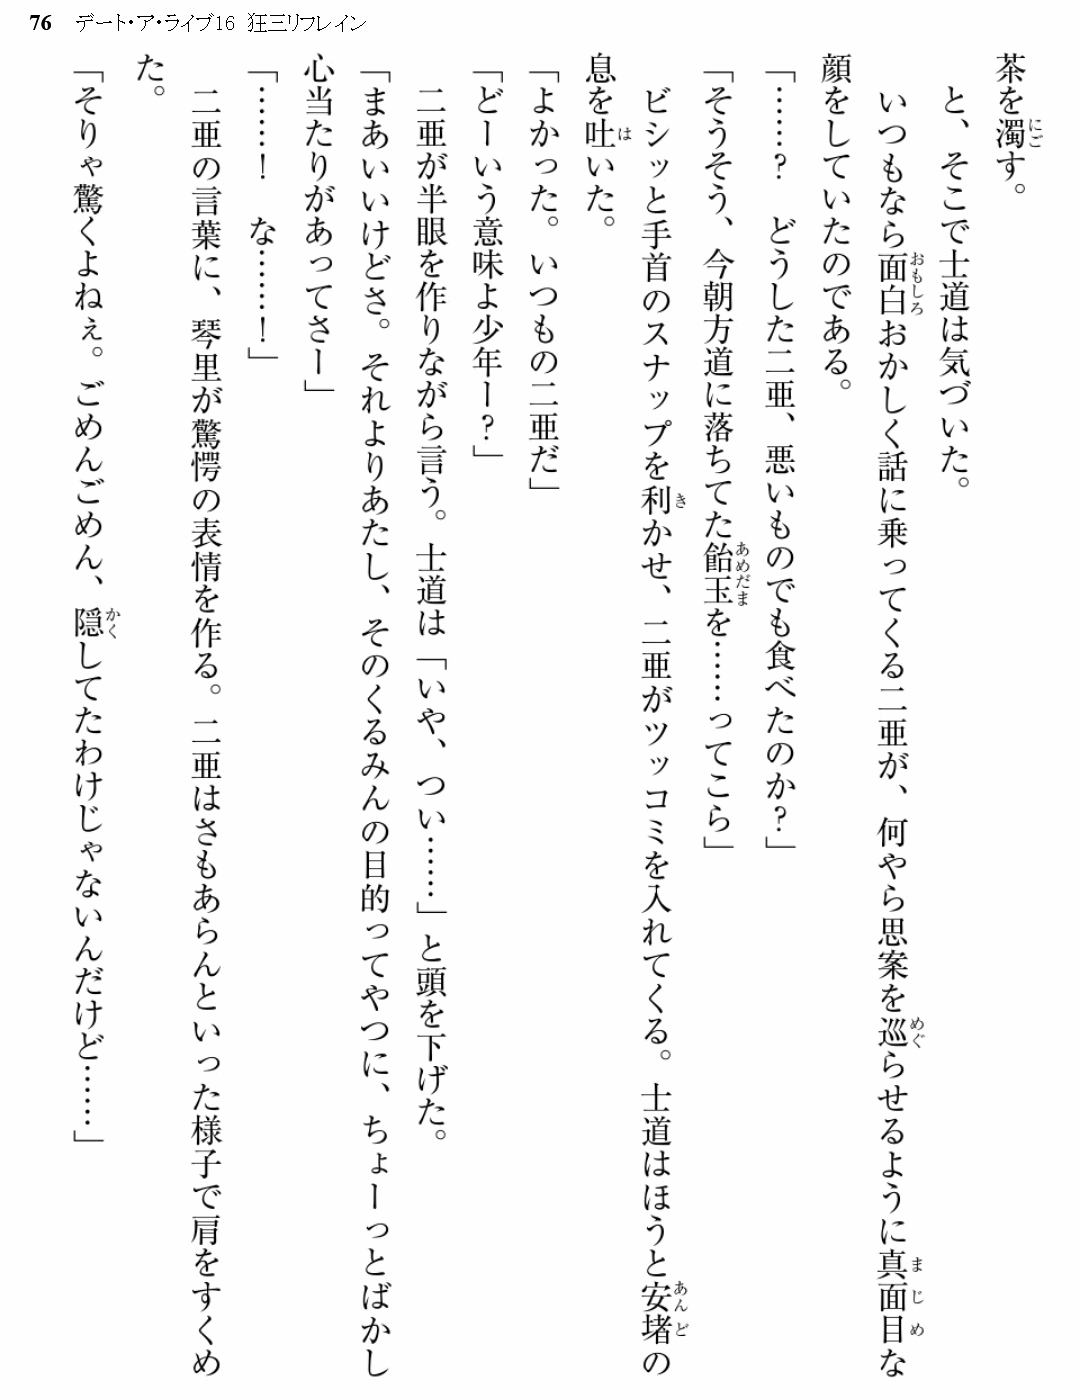 76 デート・ア・ライブ16 狂三リフレイン
茶を濁す。
と、そこで士道は気づいた。
いつもなら面白おかしく話に乗ってくる二亜が、何やら思案を巡らせるように真面目な
顔をしていたのである。
「……？　どうした二亜、悪いものでも食べたのか？」
「そうそう、今朝方道に落ちてた飴玉を……ってこら」
ビシッと手首のスナップを利かせ、二亜がツッコミを入れてくる。士道はほうと安堵の
息を吐いた。
「よかった。いつもの二亜だ」
「どーいう意味よ少年ー？」
二亜が半眼を作りながら言う。士道は「いや、つい……」と頭を下げた。
「まあいいけどさ。それよりあたし、そのくるみんの目的ってやつに、ちょーっとばかし
心当たりがあってさー」
「……！　な……！」
二亜の言葉に、琴里が驚愕の表情を作る。二亜はさもあらんといった様子で肩をすくめ
た。
「そりゃ驚くよねぇ。ごめんごめん、隠してたわけじゃないんだけど……」